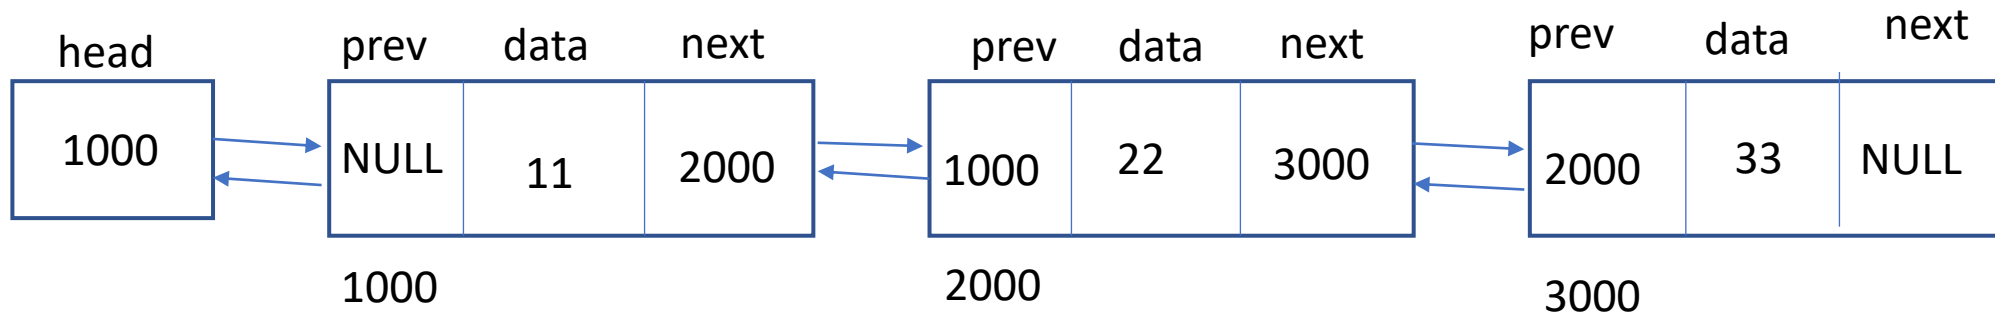 head prev data next prev data next prev data next
1000 NULL 11 2000 1000 22 3000 2000 33 NULL
1000 2000 3000